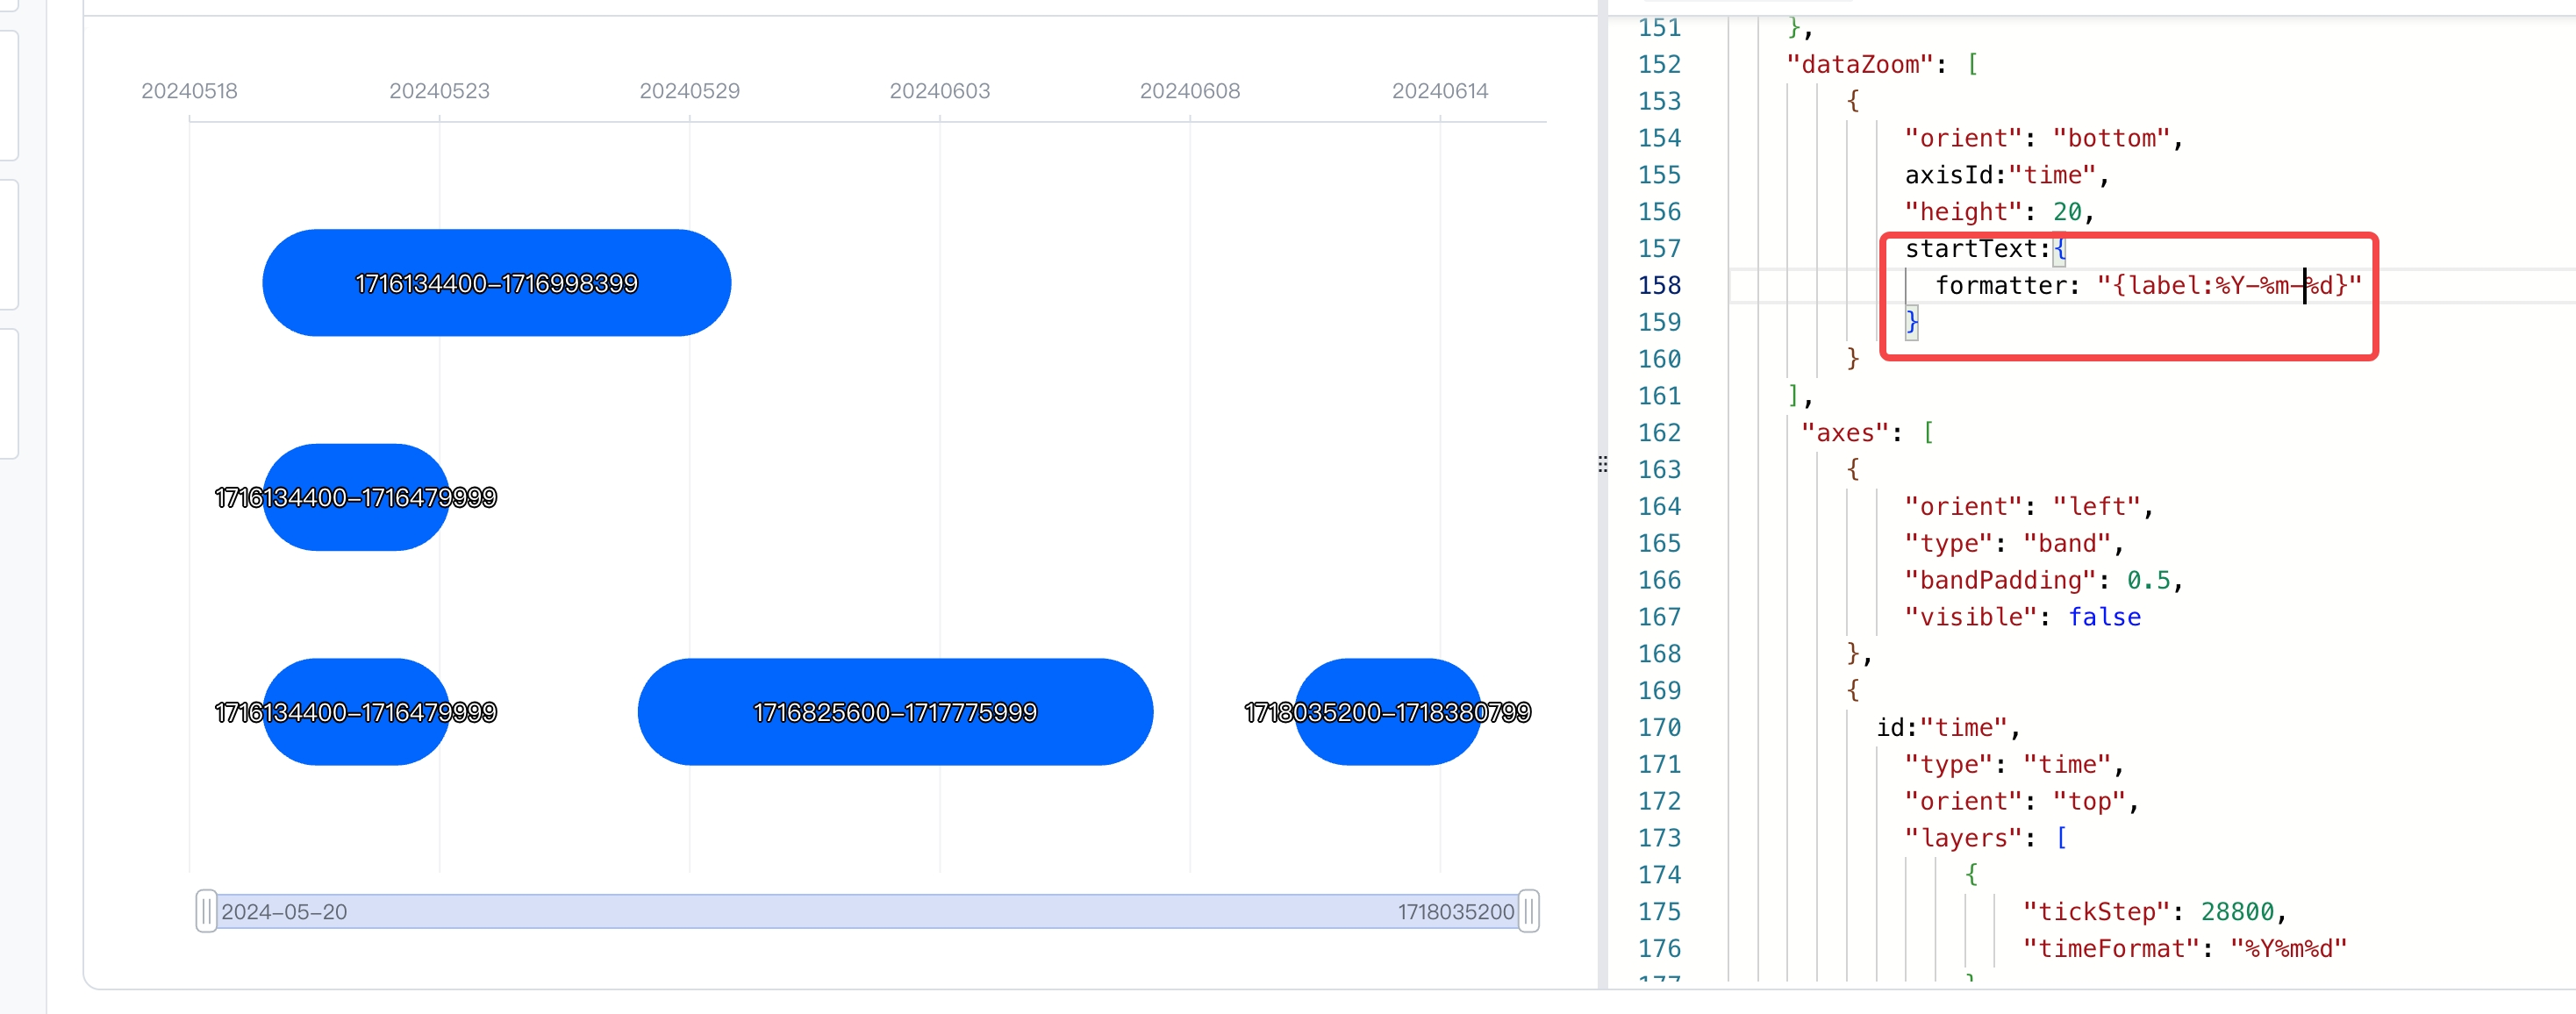 20240518 20240523 20240529 20240603 20240608 20240614
1716134400-1716998399
1716134400-1716479999
1716134400-1716479999 1716825600-1717775999 1718035200-1718380799
2024-05-20 1718035200
151 },
152 "dataZoom": [
153 {
154 "orient": "bottom",
155 axisId:"time",
156 "height": 20,
157 startText:{
158 formatter: "{label:%Y-%m-%d}"
159 }
160 }
161 ],
162 "axes": [
163 {
164 "orient": "left",
165 "type": "band",
166 "bandPadding": 0.5,
167 "visible": false
168 },
169 {
170 id:"time",
171 "type": "time",
172 "orient": "top",
173 "layers": [
174 {
175 "tickStep": 28800,
176 "timeFormat": "%Y%m%d"
177 }